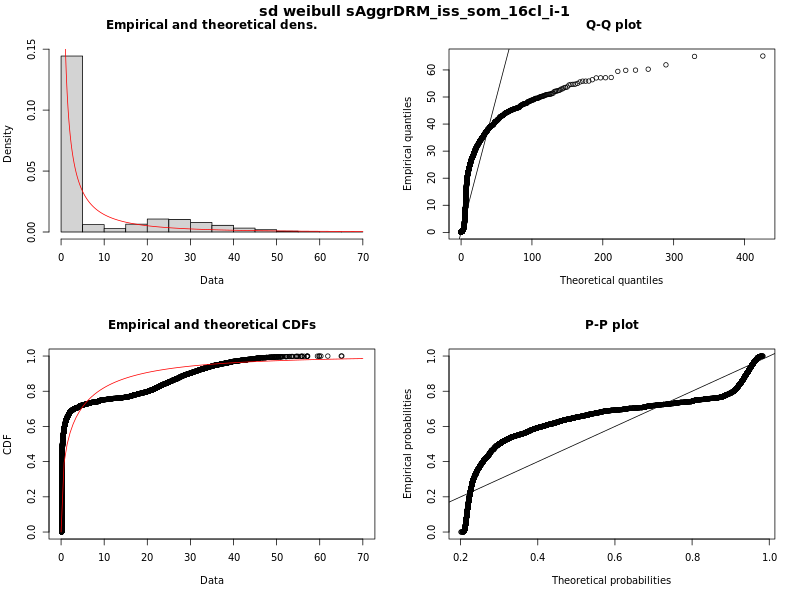 sd weibull sAggrDRM_iss_som_16cl_i-1
Empirical and theoretical dens.
Density
0.00 0.05 0.10 0.15
0 10 20 30 40 50 60 70
Data
Q-Q plot
Empirical quantiles
0 10 20 30 40 50 60
0 100 200 300 400
Theoretical quantiles
Empirical and theoretical CDFs
CDF
0.0 0.2 0.4 0.6 0.8 1.0
0 10 20 30 40 50 60 70
Data
P-P plot
Empirical probabilities
0.0 0.2 0.4 0.6 0.8 1.0
0.2 0.4 0.6 0.8 1.0
Theoretical probabilities